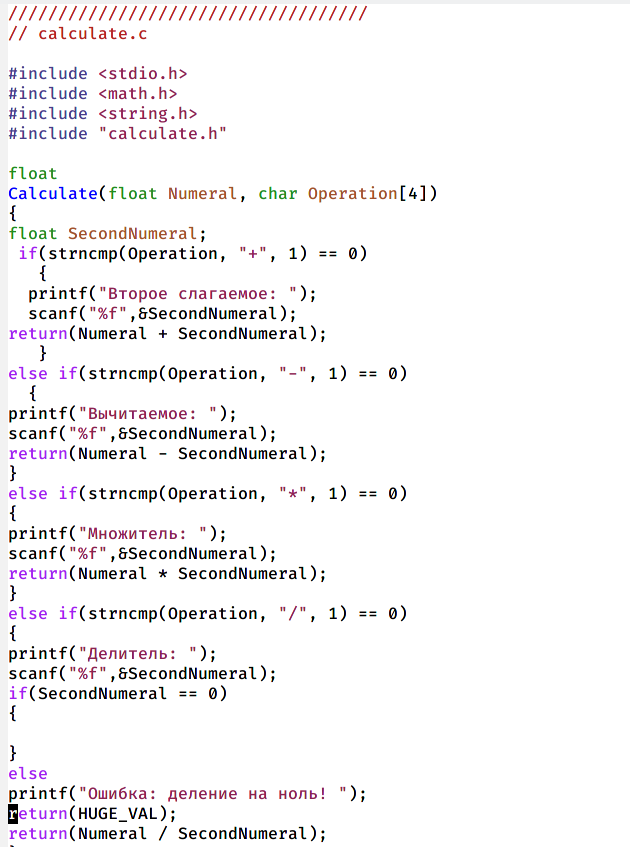 ////////////////////////////////////
// calculate.c
#include <stdio.h>
#include <math.h>
#include <string.h>
#include "calculate.h"
float
Calculate(float Numeral, char Operation[4])
{
float SecondNumeral;
if(strncmp(Operation, "+", 1) == 0)
{
printf("Второе слагаемое: ");
scanf("%f",&SecondNumeral);
return(Numeral + SecondNumeral);
}
else if(strncmp(Operation, "-", 1) == 0)
{
printf("Вычитаемое: ");
scanf("%f",&SecondNumeral);
return(Numeral - SecondNumeral);
}
else if(strncmp(Operation, "*", 1) == 0)
{
printf("Множитель: ");
scanf("%f",&SecondNumeral);
return(Numeral * SecondNumeral);
}
else if(strncmp(Operation, "/", 1) == 0)
{
printf("Делитель: ");
scanf("%f",&SecondNumeral);
if(SecondNumeral == 0)
{
}
else
printf("Ошибка: деление на ноль! ");
return(HUGE_VAL);
return(Numeral / SecondNumeral);